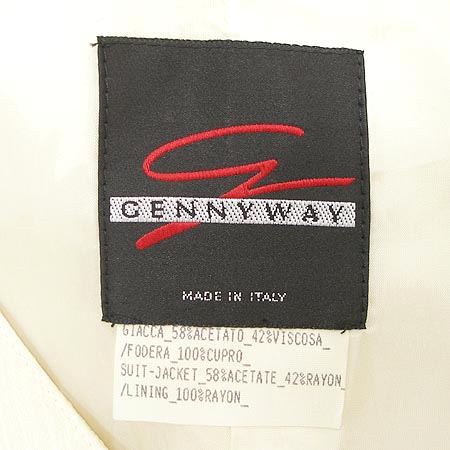 GENNYWAY
MADE IN ITALY
GIACCA_58%ACETATO_42%VISCOSA_
/FODERA_100%CUPRO_
SUIT-JACKET_58%ACETATE_42%RAYON_
/LINING_100%RAYON_